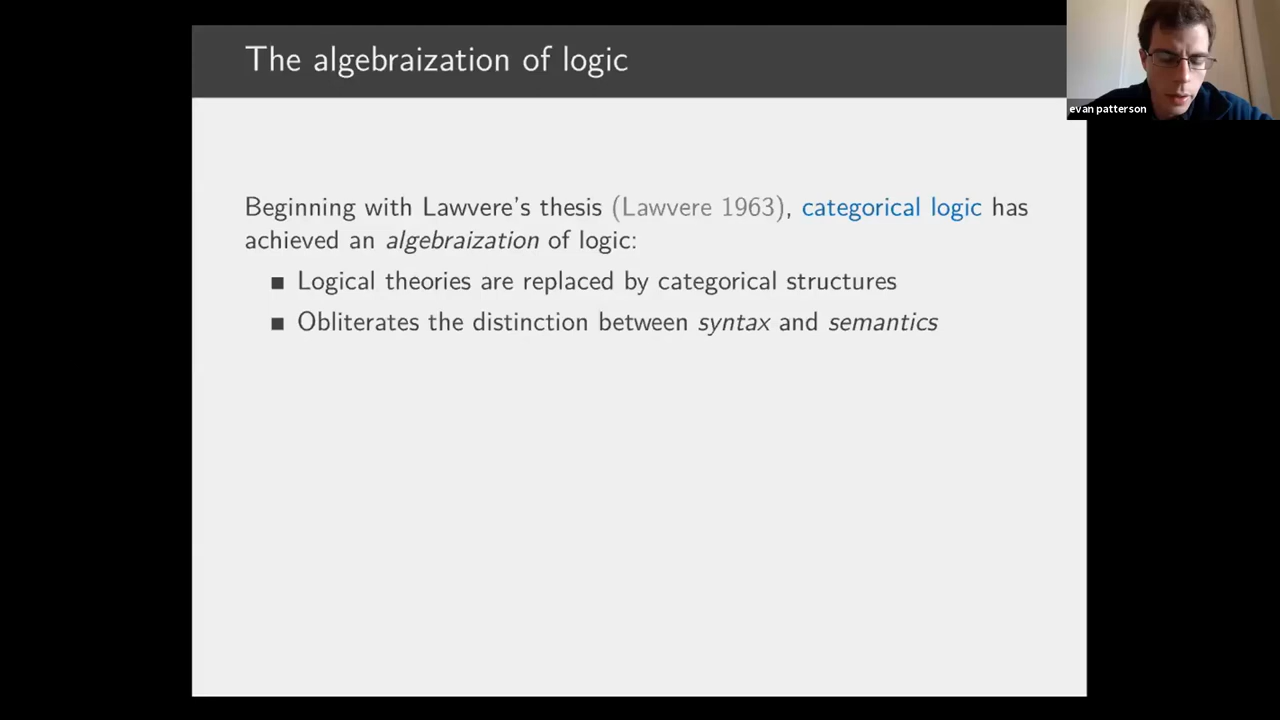 The algebraization of logic
evan patterson
Beginning with Lawvere's thesis (Lawvere 1963), categorical logic has
achieved an algebraization of logic:
■ Logical theories are replaced by categorical structures
■ Obliterates the distinction between syntax and semantics